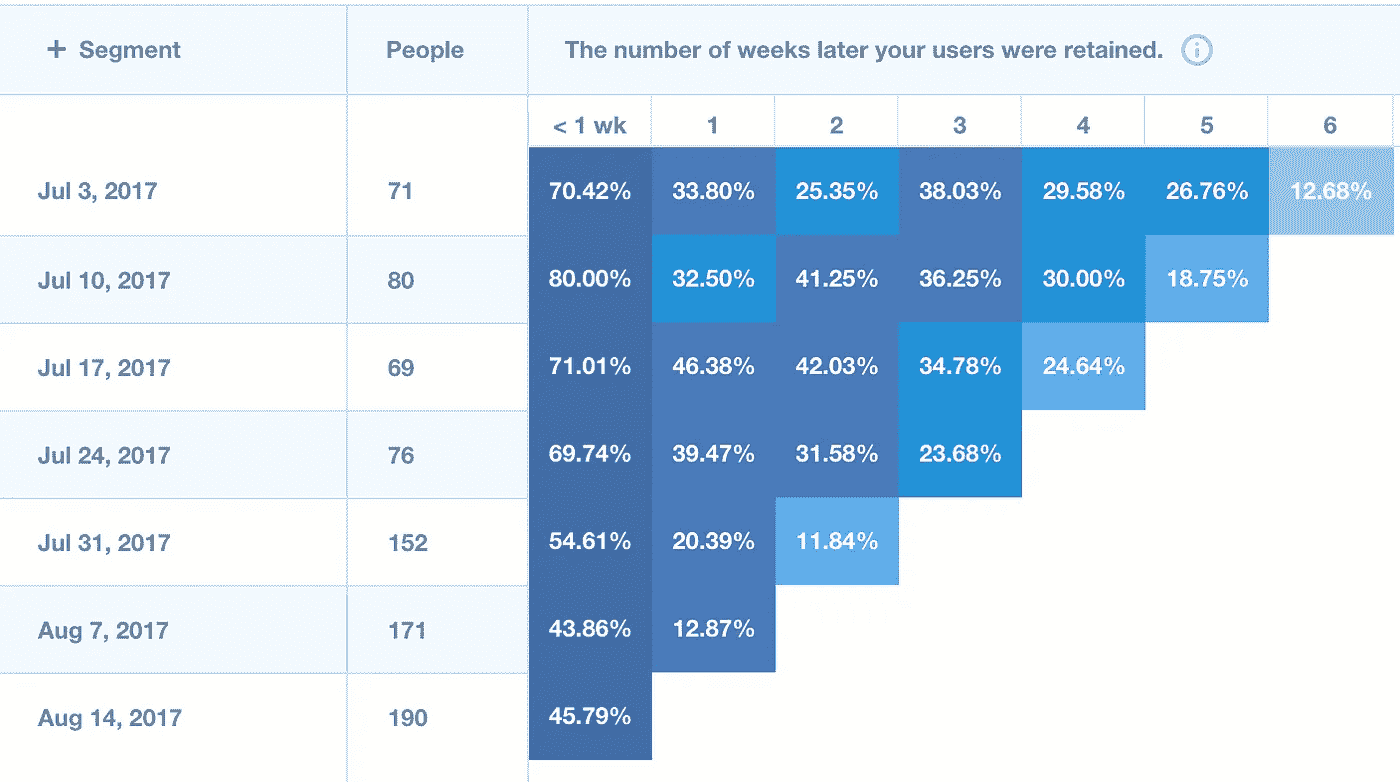 + Segment People The number of weeks later your users were retained. i
< 1 wk 1 2 3 4 5 6
Jul 3, 2017 71 70.42% 33.80% 25.35% 38.03% 29.58% 26.76% 12.68%
Jul 10, 2017 80 80.00% 32.50% 41.25% 36.25% 30.00% 18.75%
Jul 17, 2017 69 71.01% 46.38% 42.03% 34.78% 24.64%
Jul 24, 2017 76 69.74% 39.47% 31.58% 23.68%
Jul 31, 2017 152 54.61% 20.39% 11.84%
Aug 7, 2017 171 43.86% 12.87%
Aug 14, 2017 190 45.79%